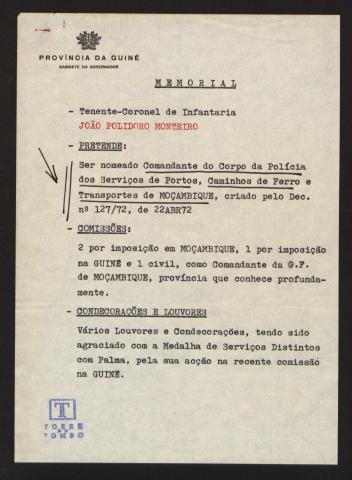 PROVÍNCIA DA GUINÉ
GABINETE DO GOVERNADOR
MEMORIAL
- Tenente-Coronel de Infantaria
JOÃO POLIDORO MONTEIRO
- PRETENDE:
Ser nomeado Comandante do Corpo da Polícia
dos Serviços de Portos, Caminhos de Ferro e
Transportes de MOÇAMBIQUE, criado pelo Dec.
nº 127/72, de 22ABR72
- COMISSÕES:
2 por imposição em MOÇAMBIQUE, 1 por imposição
na GUINÉ e 1 civil, como Comandante da G.F.
de MOÇAMBIQUE, província que conhece profunda-
mente.
- CONDECORAÇÕES E LOUVORES
Vários Louvores e Condecorações, tendo sido
agraciado com a Medalha de Serviços Distintos
com Palma, pela sua acção na recente comissão
na GUINÉ.
T
TORRE
DO
TOMBO